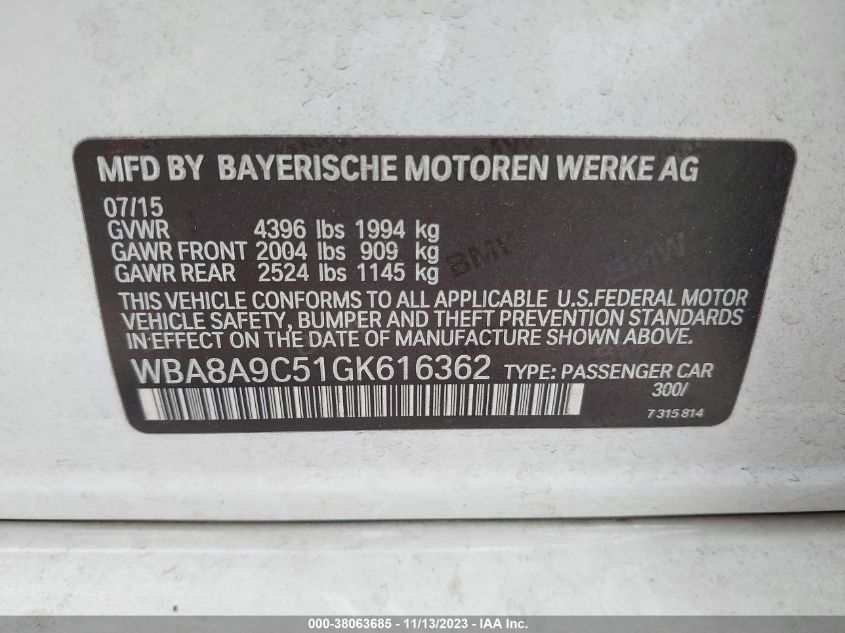 MFD BY BAYERISCHE MOTOREN WERKE AG
07/15
GVWR 4396 lbs 1994 kg
GAWR FRONT 2004 lbs 909 kg
GAWR REAR 2524 lbs 1145 kg
THIS VEHICLE CONFORMS TO ALL APPLICABLE U.S.FEDERAL MOTOR
VEHICLE SAFETY, BUMPER AND THEFT PREVENTION STANDARDS
IN EFFECT ON THE DATE OF MANUFACTURE SHOWN ABOVE.
WBA8A9C51GK616362 TYPE: PASSENGER CAR
300/
7 315 814
BMW
000-38063685 - 11/13/2023 - IAA Inc.